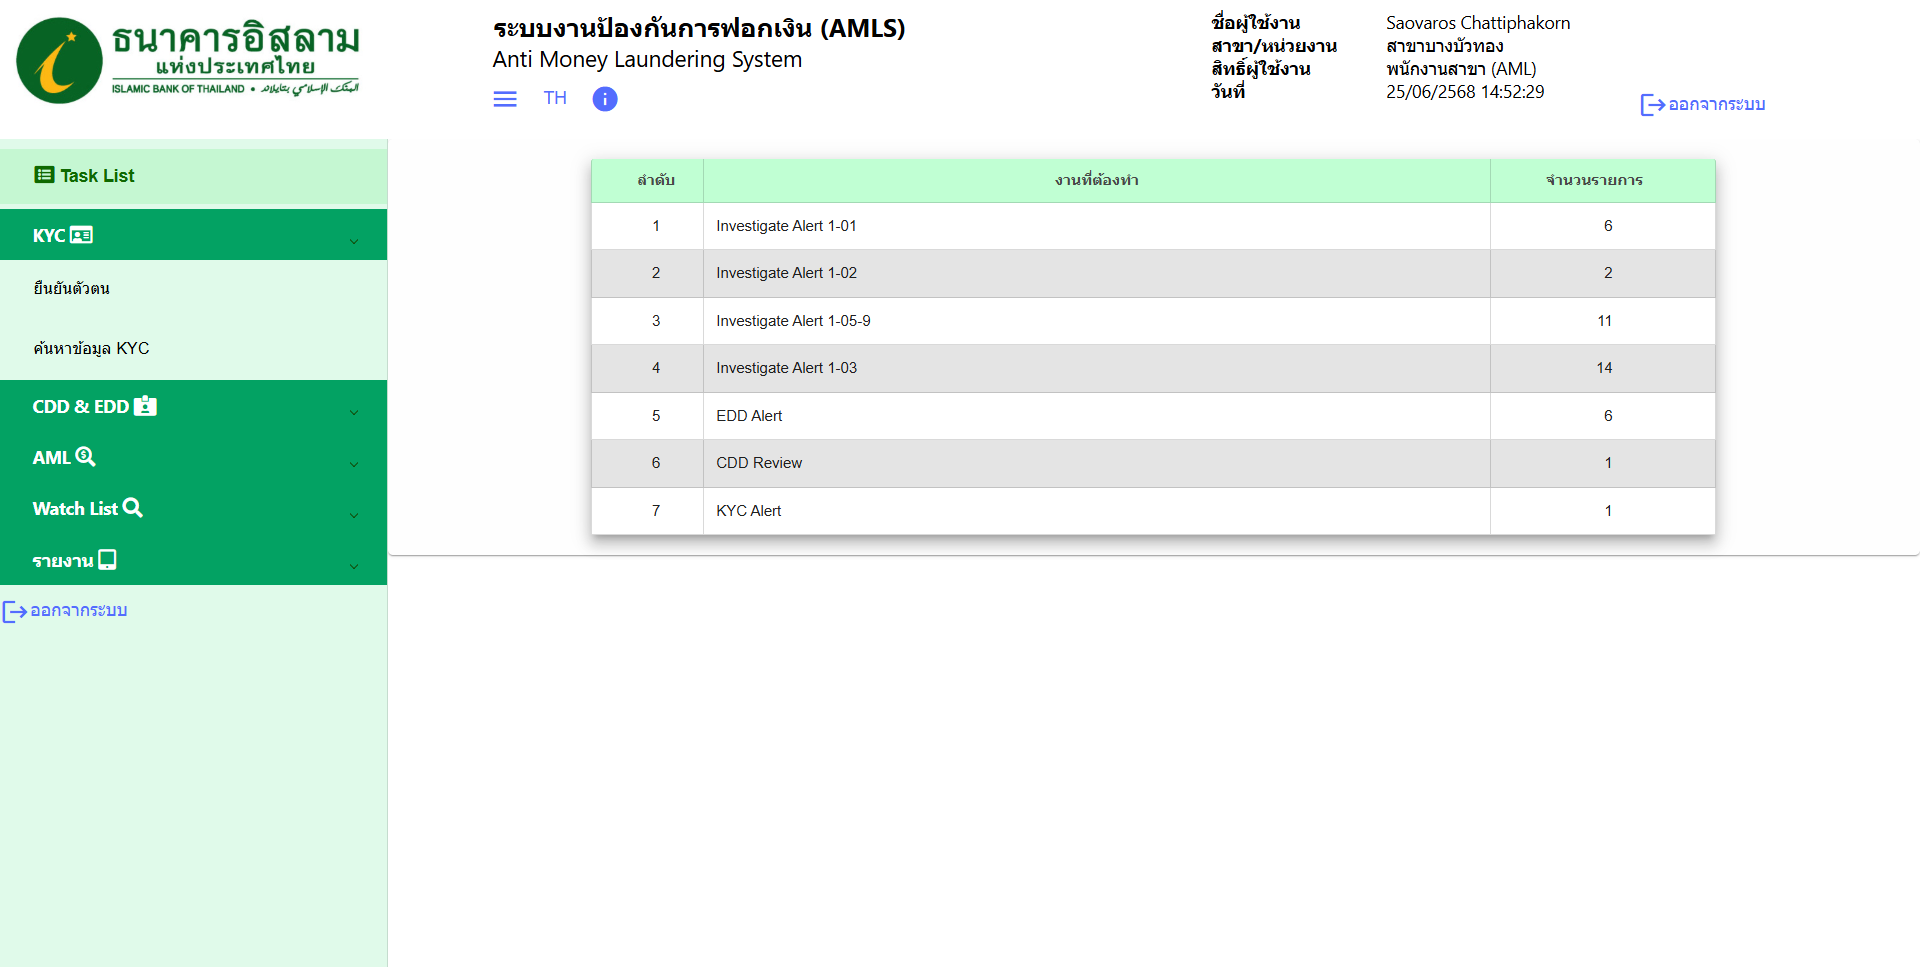 ธนาคารอิสลาม
แห่งประเทศไทย
ISLAMIC BANK OF THAILAND •
ระบบงานป้องกันการฟอกเงิน (AMLS)
Anti Money Laundering System
TH
ชื่อผู้ใช้งาน Saovaros Chattiphakorn
สาขา/หน่วยงาน สาขาบางบัวทอง
สิทธิ์ผู้ใช้งาน พนักงานสาขา (AML)
วันที่ 25/06/2568 14:52:29
ออกจากระบบ
Task List
KYC
ยืนยันตัวตน
ค้นหาข้อมูล KYC
CDD & EDD
AML
Watch List
รายงาน
ออกจากระบบ
ลำดับ งานที่ต้องทำ จำนวนรายการ
1 Investigate Alert 1-01 6
2 Investigate Alert 1-02 2
3 Investigate Alert 1-05-9 11
4 Investigate Alert 1-03 14
5 EDD Alert 6
6 CDD Review 1
7 KYC Alert 1